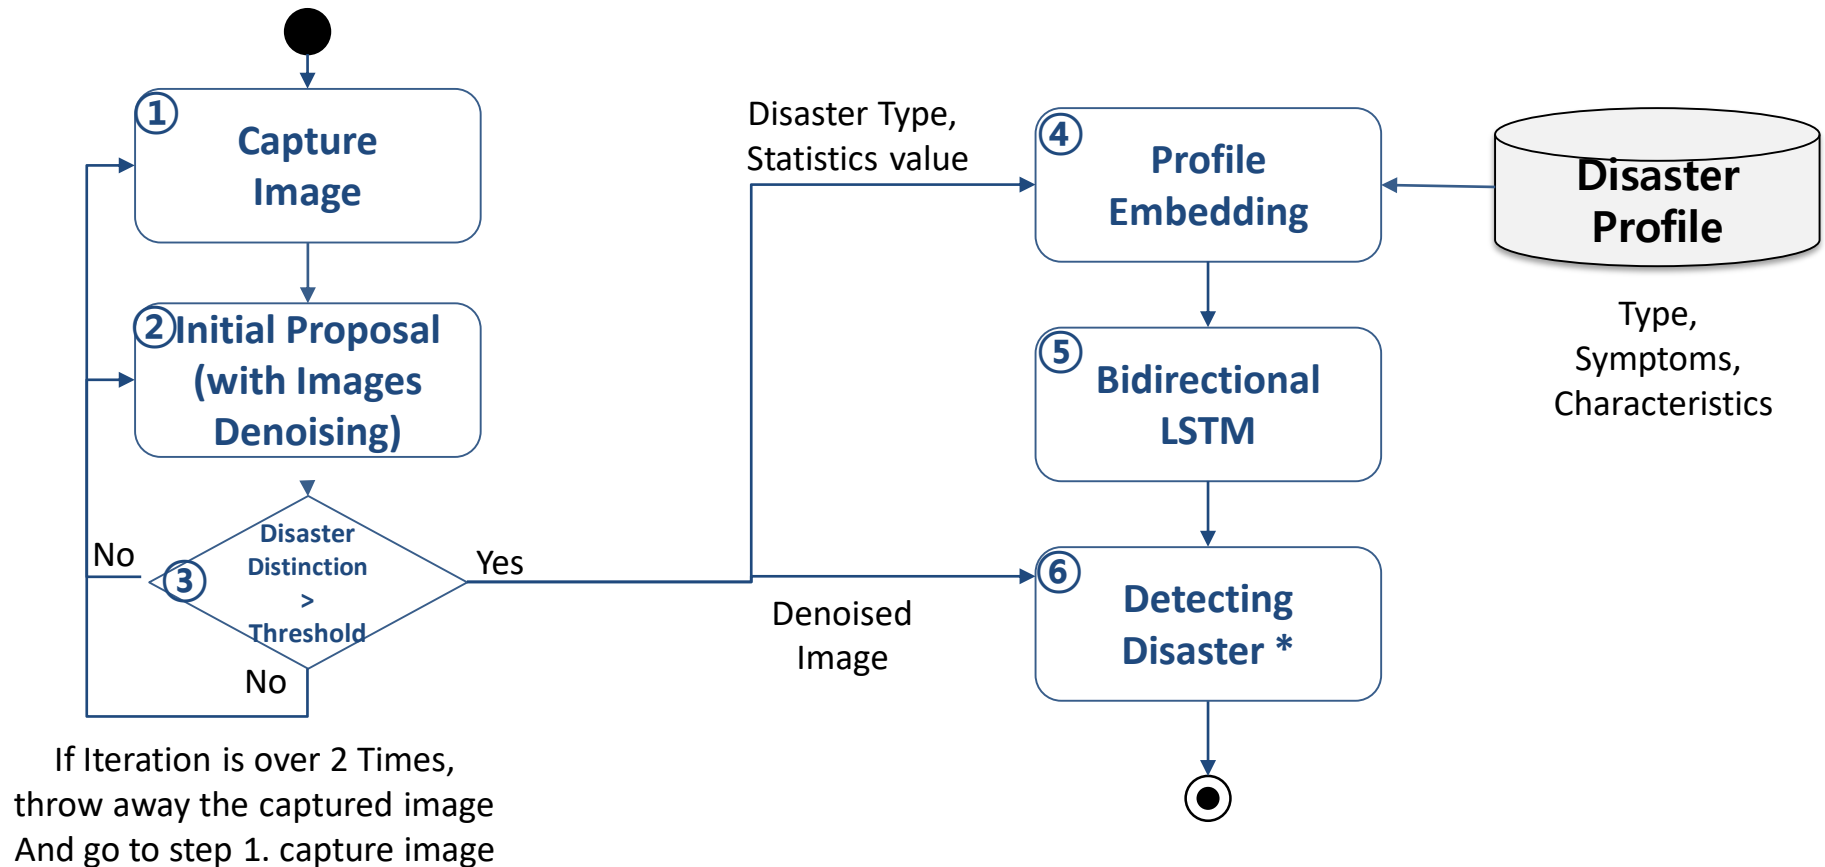 ①
Capture
Image
②
Initial Proposal
(with Images
Denoising)
③
Disaster
Distinction
>
Threshold
No
Yes
No
If Iteration is over 2 Times,
throw away the captured image
And go to step 1. capture image
Disaster Type,
Statistics value
Denoised
Image
④
Profile
Embedding
⑤
Bidirectional
LSTM
⑥
Detecting
Disaster *
Disaster
Profile
Type,
Symptoms,
Characteristics